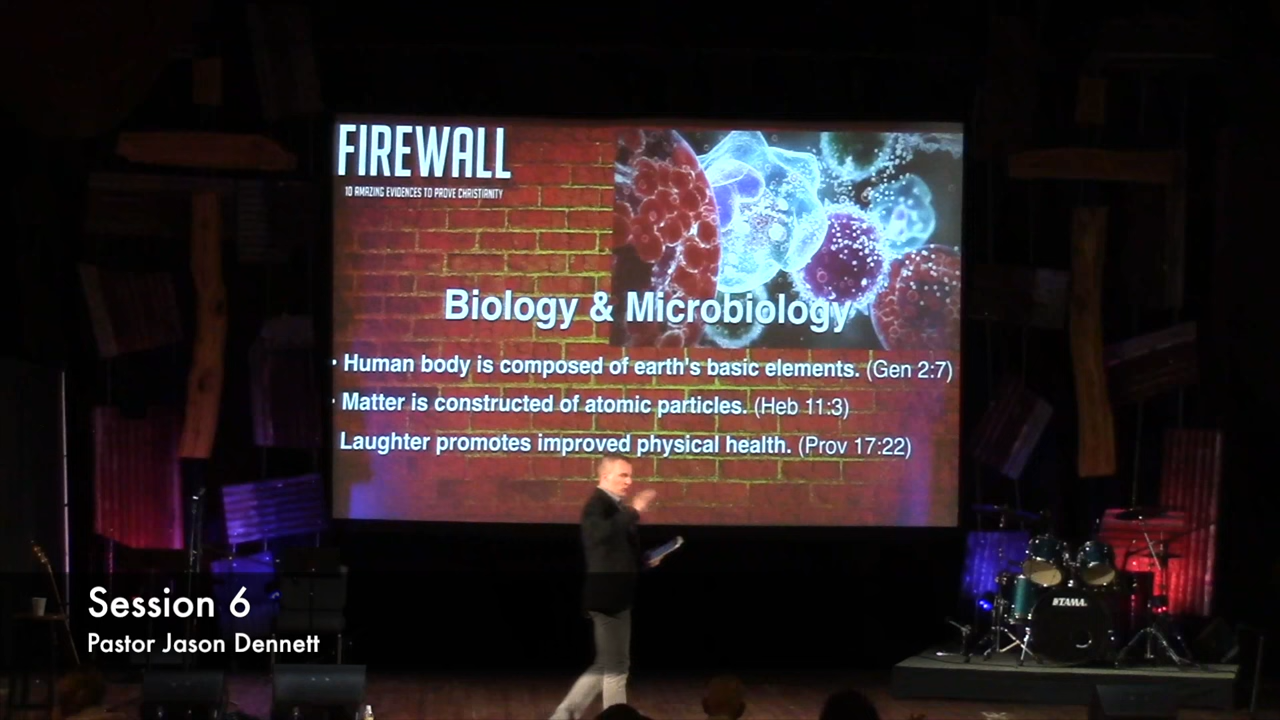 FIREWALL
10 AMAZING EVIDENCES TO PROVE CHRISTIANITY
Biology & Microbiology
· Human body is composed of earth's basic elements. (Gen 2:7)
· Matter is constructed of atomic particles. (Heb 11:3)
Laughter promotes improved physical health. (Prov 17:22)
TAMA
Session 6
Pastor Jason Dennett